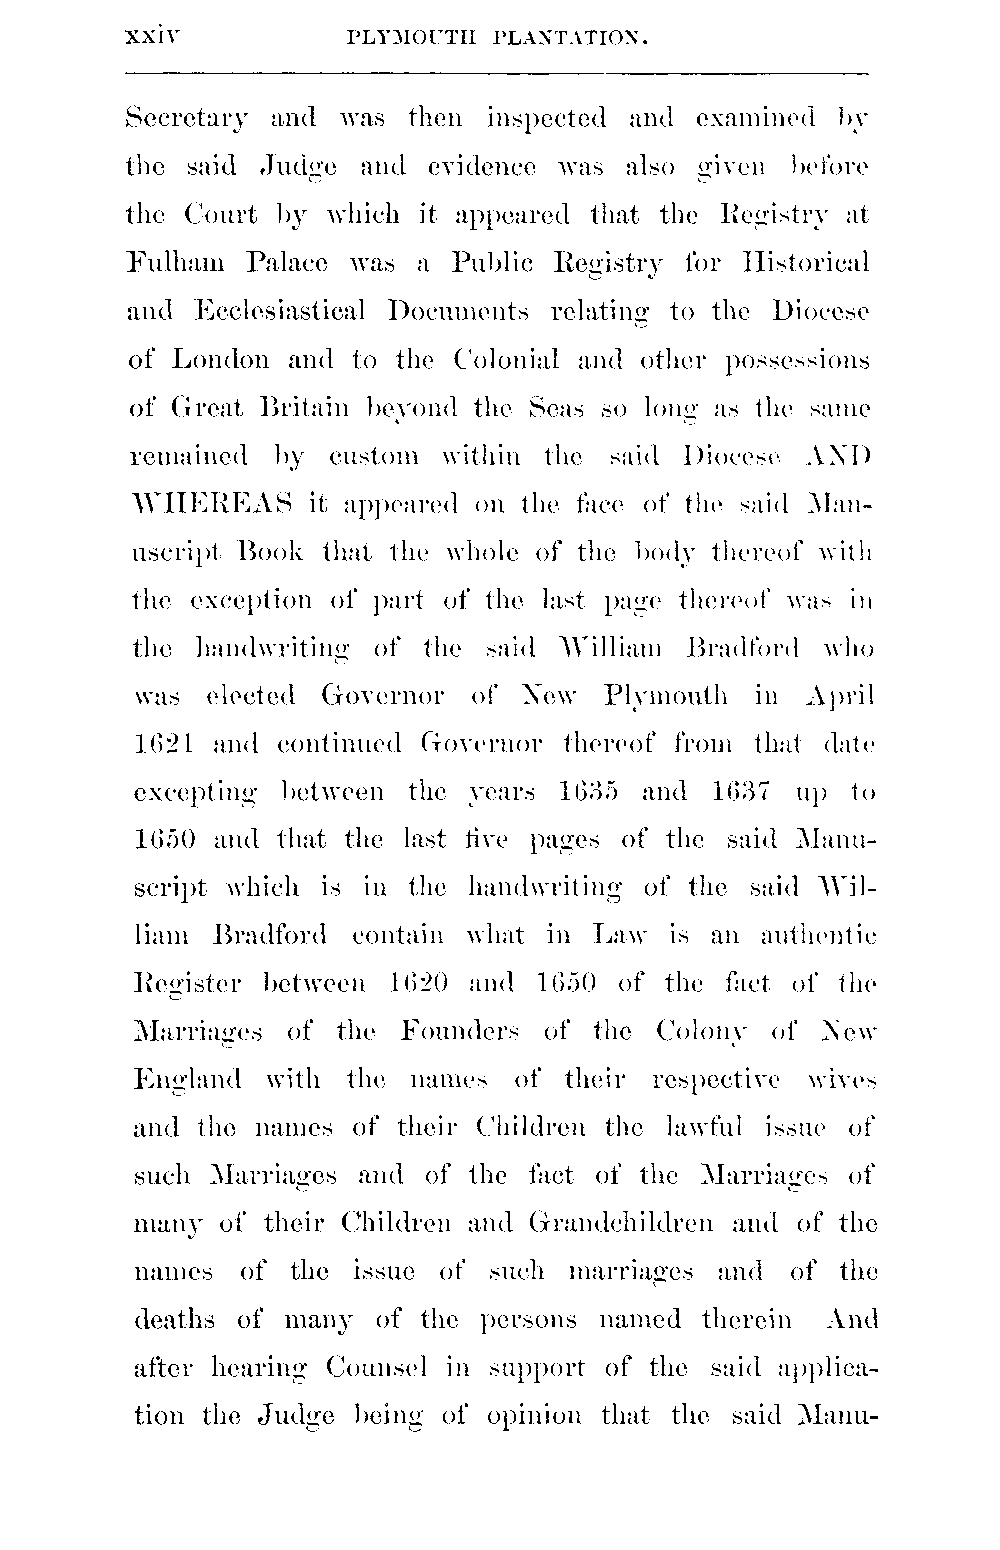 xxiv PLYMOUTH PLANTATION.
Secretary and was then inspected and examined by
the said Judge and evidence was also given before
the Court by which it appeared that the Registry at
Fulham Palace was a Public Registry for Historical
and Ecclesiastical Documents relating to the Diocese
of London and to the Colonial and other possessions
of Great Britain beyond the Seas so long as the same
remained by custom within the said Diocese AND
WHEREAS it appeared on the face of the said Man-
uscript Book that the whole of the body thereof with
the exception of part of the last page thereof was in
the handwriting of the said William Bradford who
was elected Governor of New Plymouth in April
1621 and continued Governor thereof from that date
excepting between the years 1635 and 1637 up to
1650 and that the last five pages of the said Manu-
script which is in the handwriting of the said Wil-
liam Bradford contain what in Law is an authentic
Register between 1620 and 1650 of the fact of the
Marriages of the Founders of the Colony of New
England with the names of their respective wives
and the names of their Children the lawful issue of
such Marriages and of the fact of the Marriages of
many of their Children and Grandchildren and of the
names of the issue of such marriages and of the
deaths of many of the persons named therein And
after hearing Counsel in support of the said applica-
tion the Judge being of opinion that the said Manu-